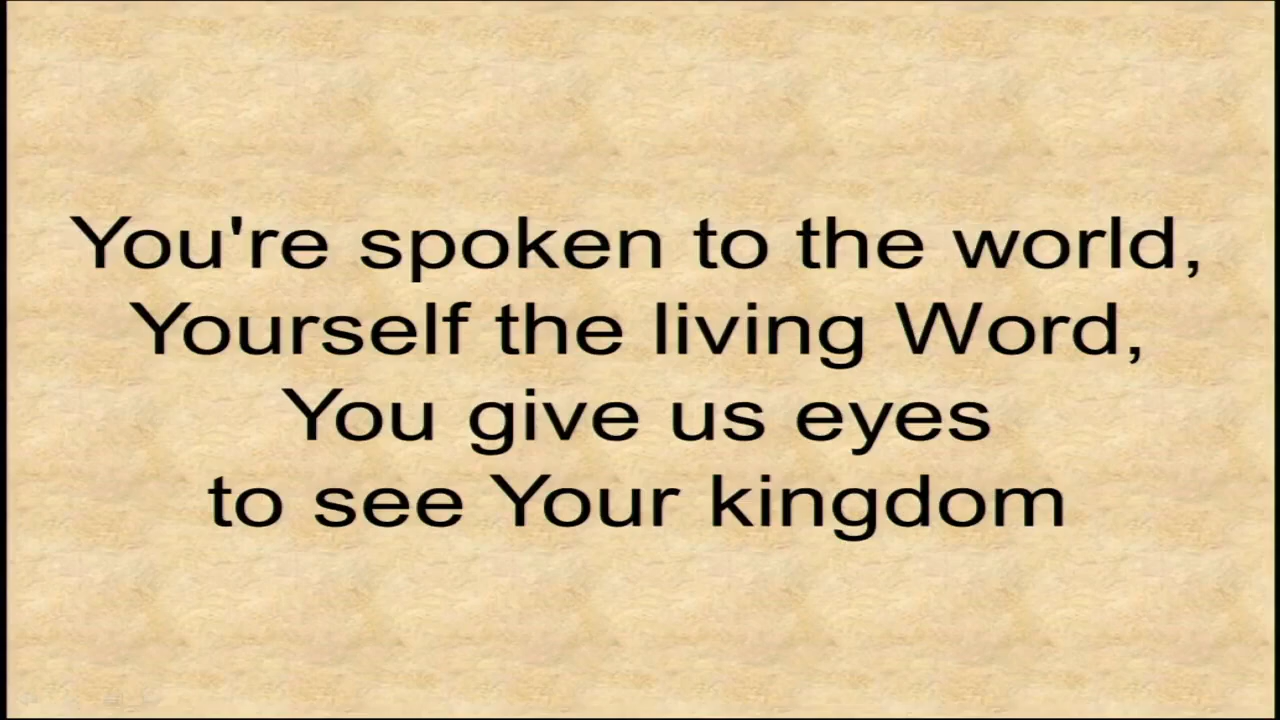 You're spoken to the world,
Yourself the living Word,
You give us eyes
to see Your kingdom